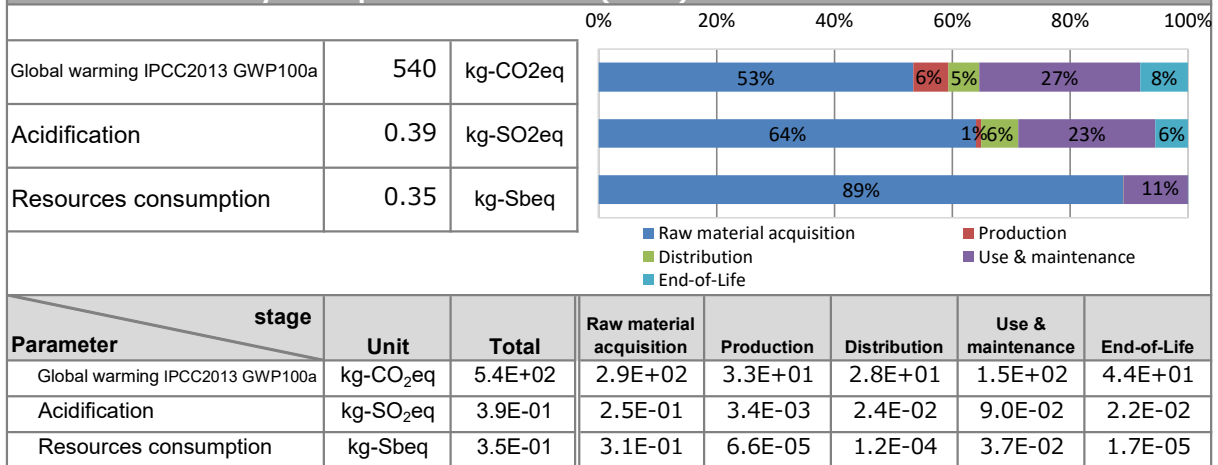 0% 20% 40% 60% 80% 100%
Global warming IPCC2013 GWP100a 540 kg-CO2eq 53% 6% 5% 27% 8%
Acidification 0.39 kg-SO2eq 64% 1% 6% 23% 6%
Resources consumption 0.35 kg-Sbeq 89% 11%
Raw material acquisition Production
Distribution Use & maintenance
End-of-Life
stage
Parameter Unit Total Raw material acquisition Production Distribution Use & maintenance End-of-Life
Global warming IPCC2013 GWP100a kg-CO₂eq 5.4E+02 2.9E+02 3.3E+01 2.8E+01 1.5E+02 4.4E+01
Acidification kg-SO₂eq 3.9E-01 2.5E-01 3.4E-03 2.4E-02 9.0E-02 2.2E-02
Resources consumption kg-Sbeq 3.5E-01 3.1E-01 6.6E-05 1.2E-04 3.7E-02 1.7E-05